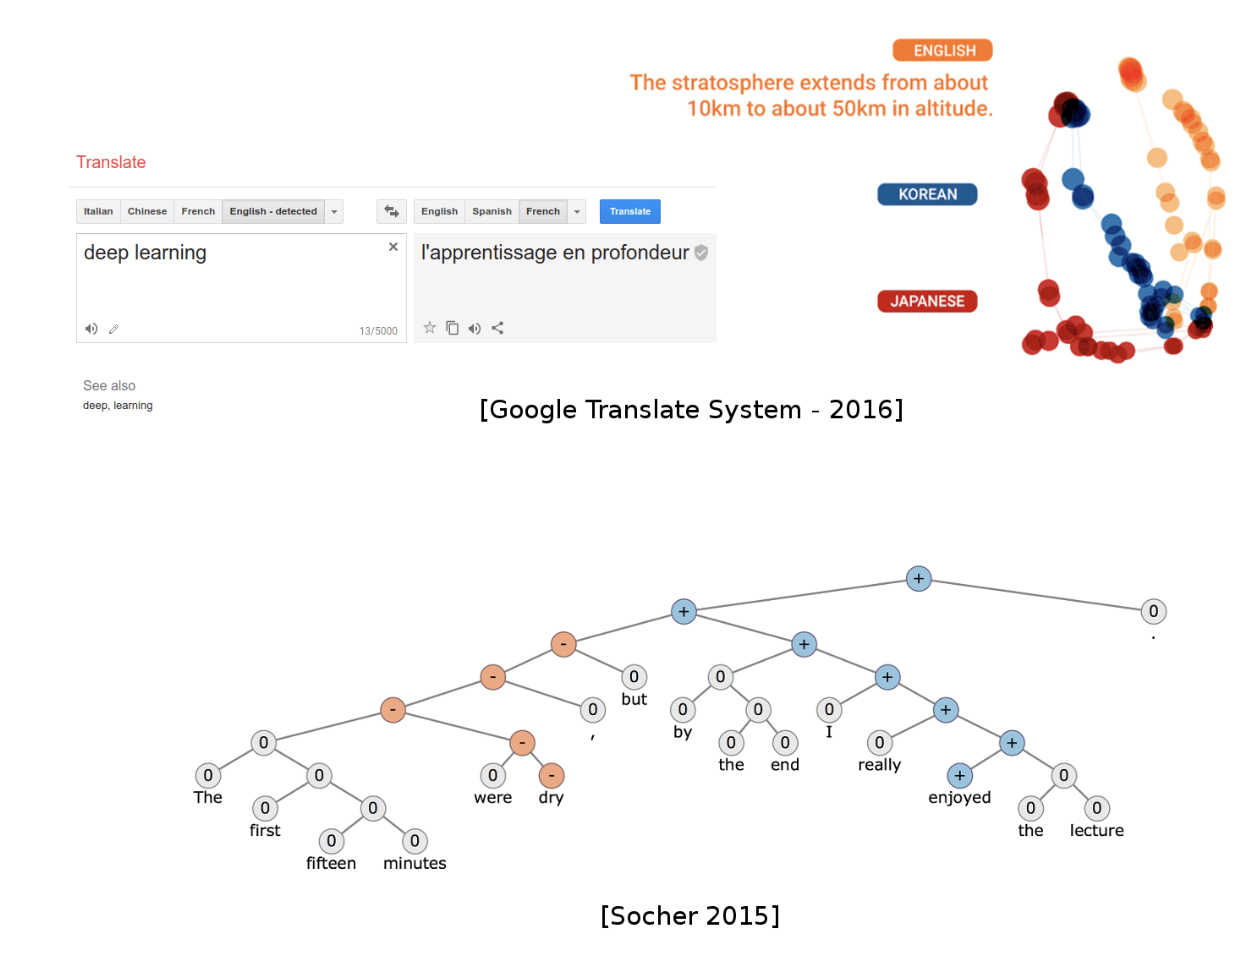 ENGLISH
The stratosphere extends from about
10km to about 50km in altitude.
KOREAN
JAPANESE
Translate
Italian Chinese French English - detected
English Spanish French Translate
deep learning
13/5000
l'apprentissage en profondeur
See also
deep, learning
[Google Translate System - 2016]
+
+ 0 .
- +
- 0 but 0 +
- 0 , 0 by 0 0 I +
0 - 0 the 0 end 0 really +
0 The 0 0 were - dry + enjoyed 0
0 first 0 0 the 0 lecture
0 fifteen 0 minutes
[Socher 2015]